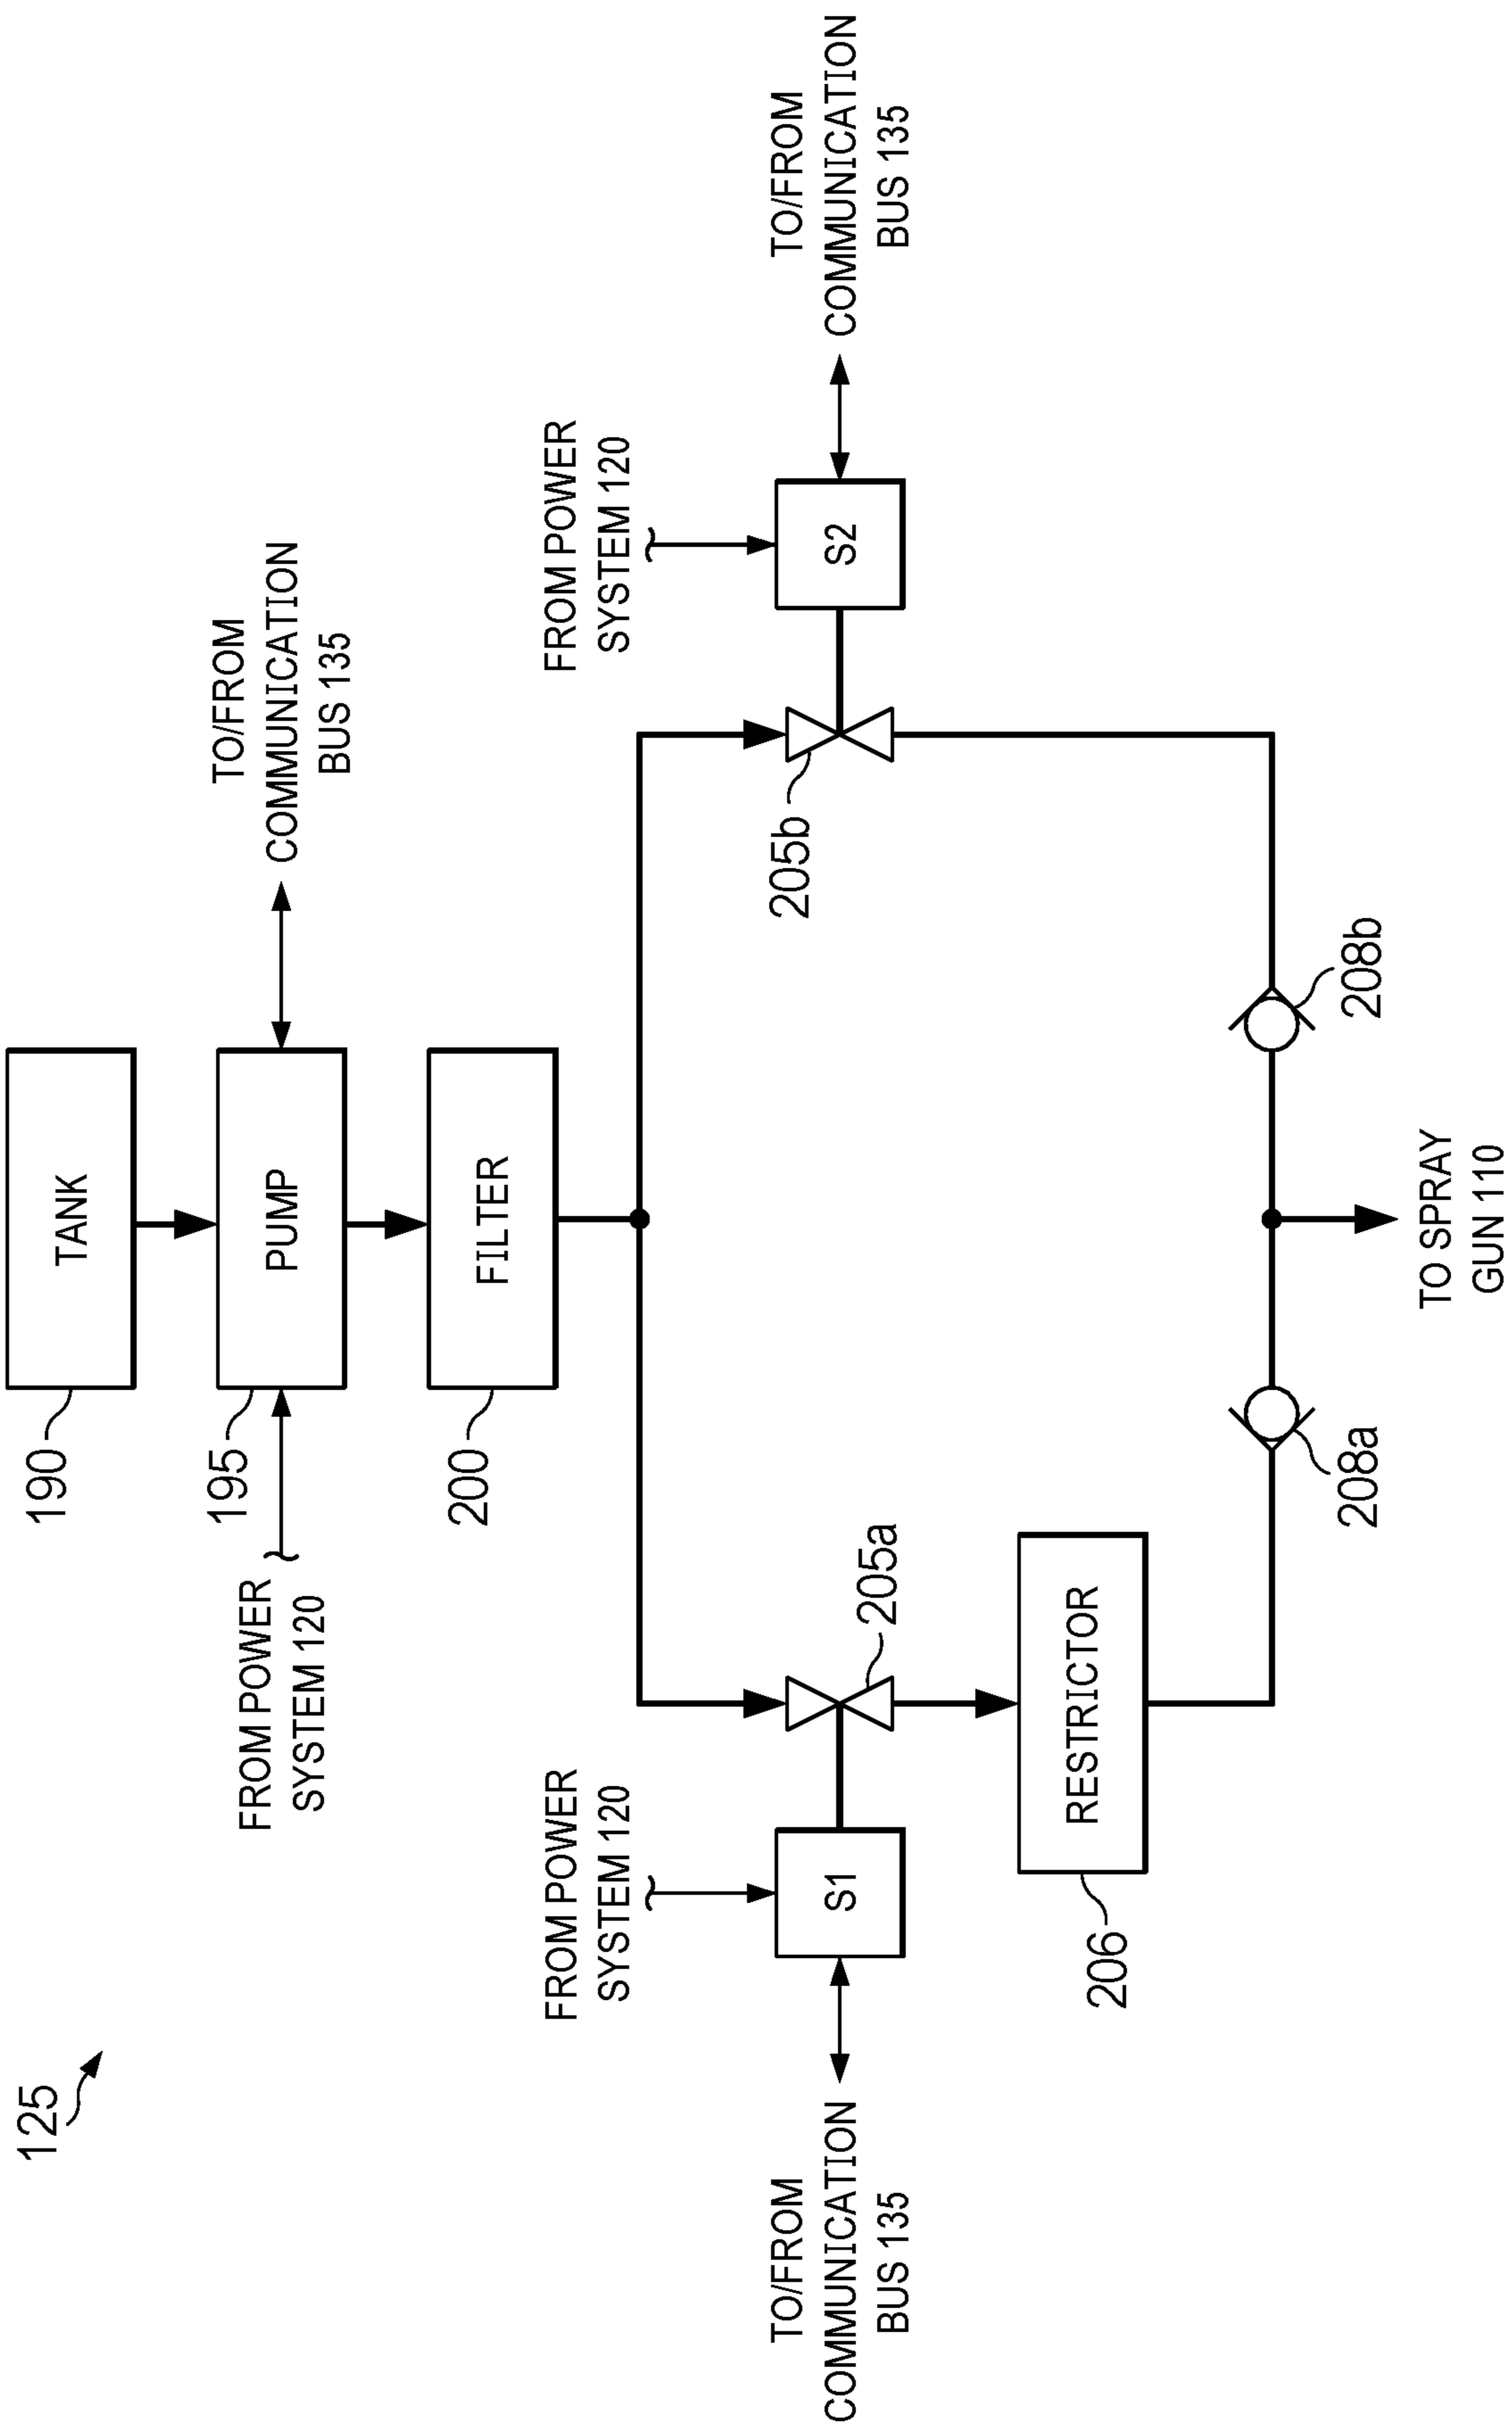 125
190
TANK
TO/FROM
COMMUNICATION
BUS 135
195
PUMP
FROM POWER
SYSTEM 120
200
FILTER
FROM POWER
SYSTEM 120
FROM POWER
SYSTEM 120
TO/FROM
COMMUNICATION
BUS 135
S1
205a
205b
S2
TO/FROM
COMMUNICATION
BUS 135
206
RESTRICTOR
208a
208b
TO SPRAY
GUN 110